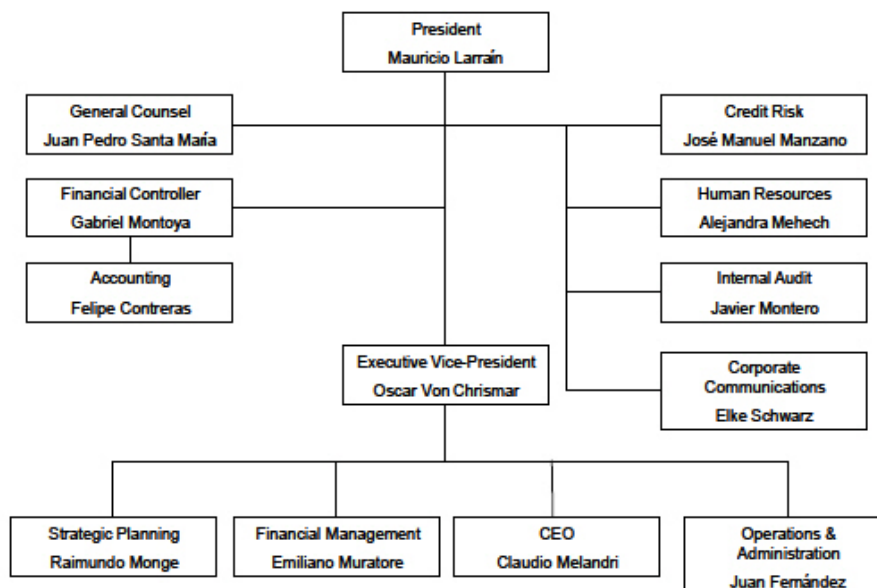 President
Mauricio Larraín
General Counsel
Juan Pedro Santa María
Credit Risk
José Manuel Manzano
Financial Controller
Gabriel Montoya
Human Resources
Alejandra Mehech
Accounting
Felipe Contreras
Internal Audit
Javier Montero
Executive Vice-President
Oscar Von Chrismar
Corporate
Communications
Elke Schwarz
Strategic Planning
Raimundo Monge
Financial Management
Emiliano Muratore
CEO
Claudio Melandri
Operations &
Administration
Juan Fernández